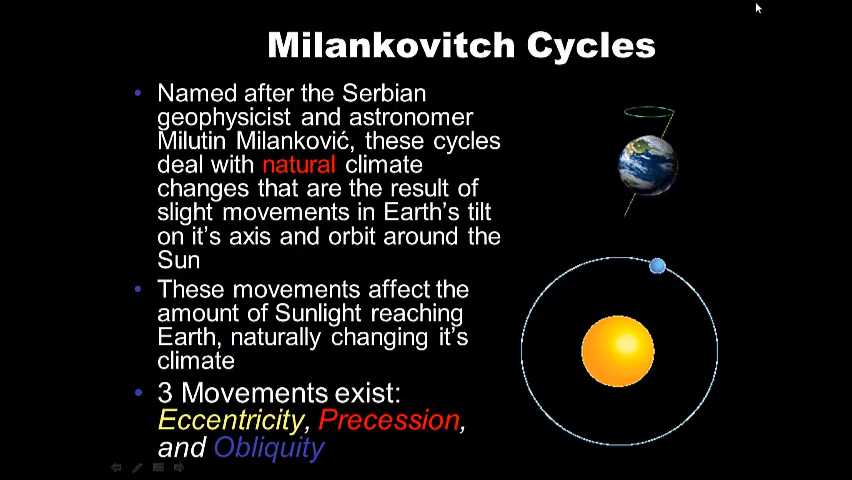 Milankovitch Cycles
• Named after the Serbian
geophysicist and astronomer
Milutin Milanković, these cycles
deal with natural climate
changes that are the result of
slight movements in Earth's tilt
on it's axis and orbit around the
Sun
• These movements affect the
amount of Sunlight reaching
Earth, naturally changing it's
climate
• 3 Movements exist:
Eccentricity, Precession,
and Obliquity